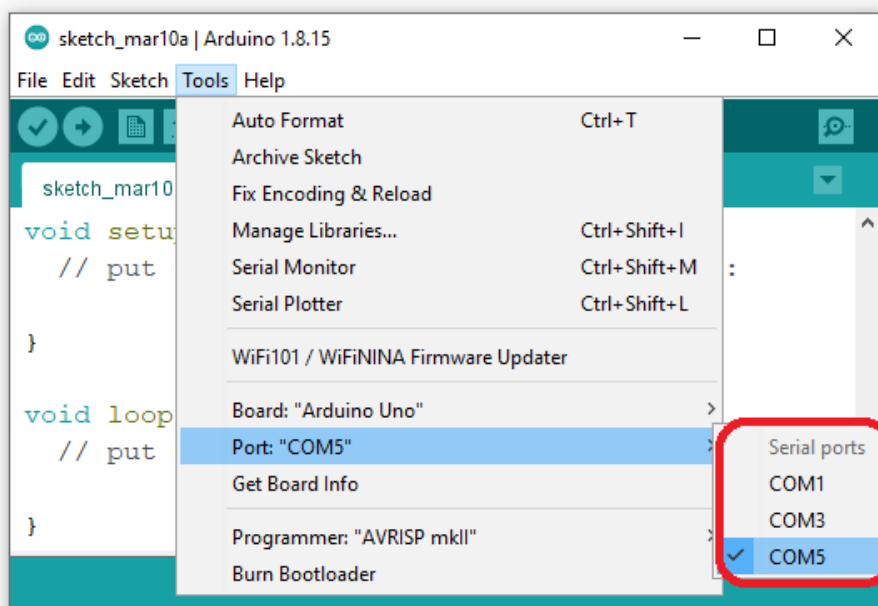 sketch_mar10a | Arduino 1.8.15
File Edit Sketch Tools Help
Auto Format Ctrl+T
Archive Sketch
sketch_mar10
Fix Encoding & Reload
void setu
Manage Libraries... Ctrl+Shift+I
// put :
Serial Monitor Ctrl+Shift+M
Serial Plotter Ctrl+Shift+L
}
WiFi101 / WiFiNINA Firmware Updater
void loop
Board: "Arduino Uno"
// put
Port: "COM5"
Serial ports
Get Board Info
COM1
}
Programmer: "AVRISP mkII"
COM3
Burn Bootloader
COM5